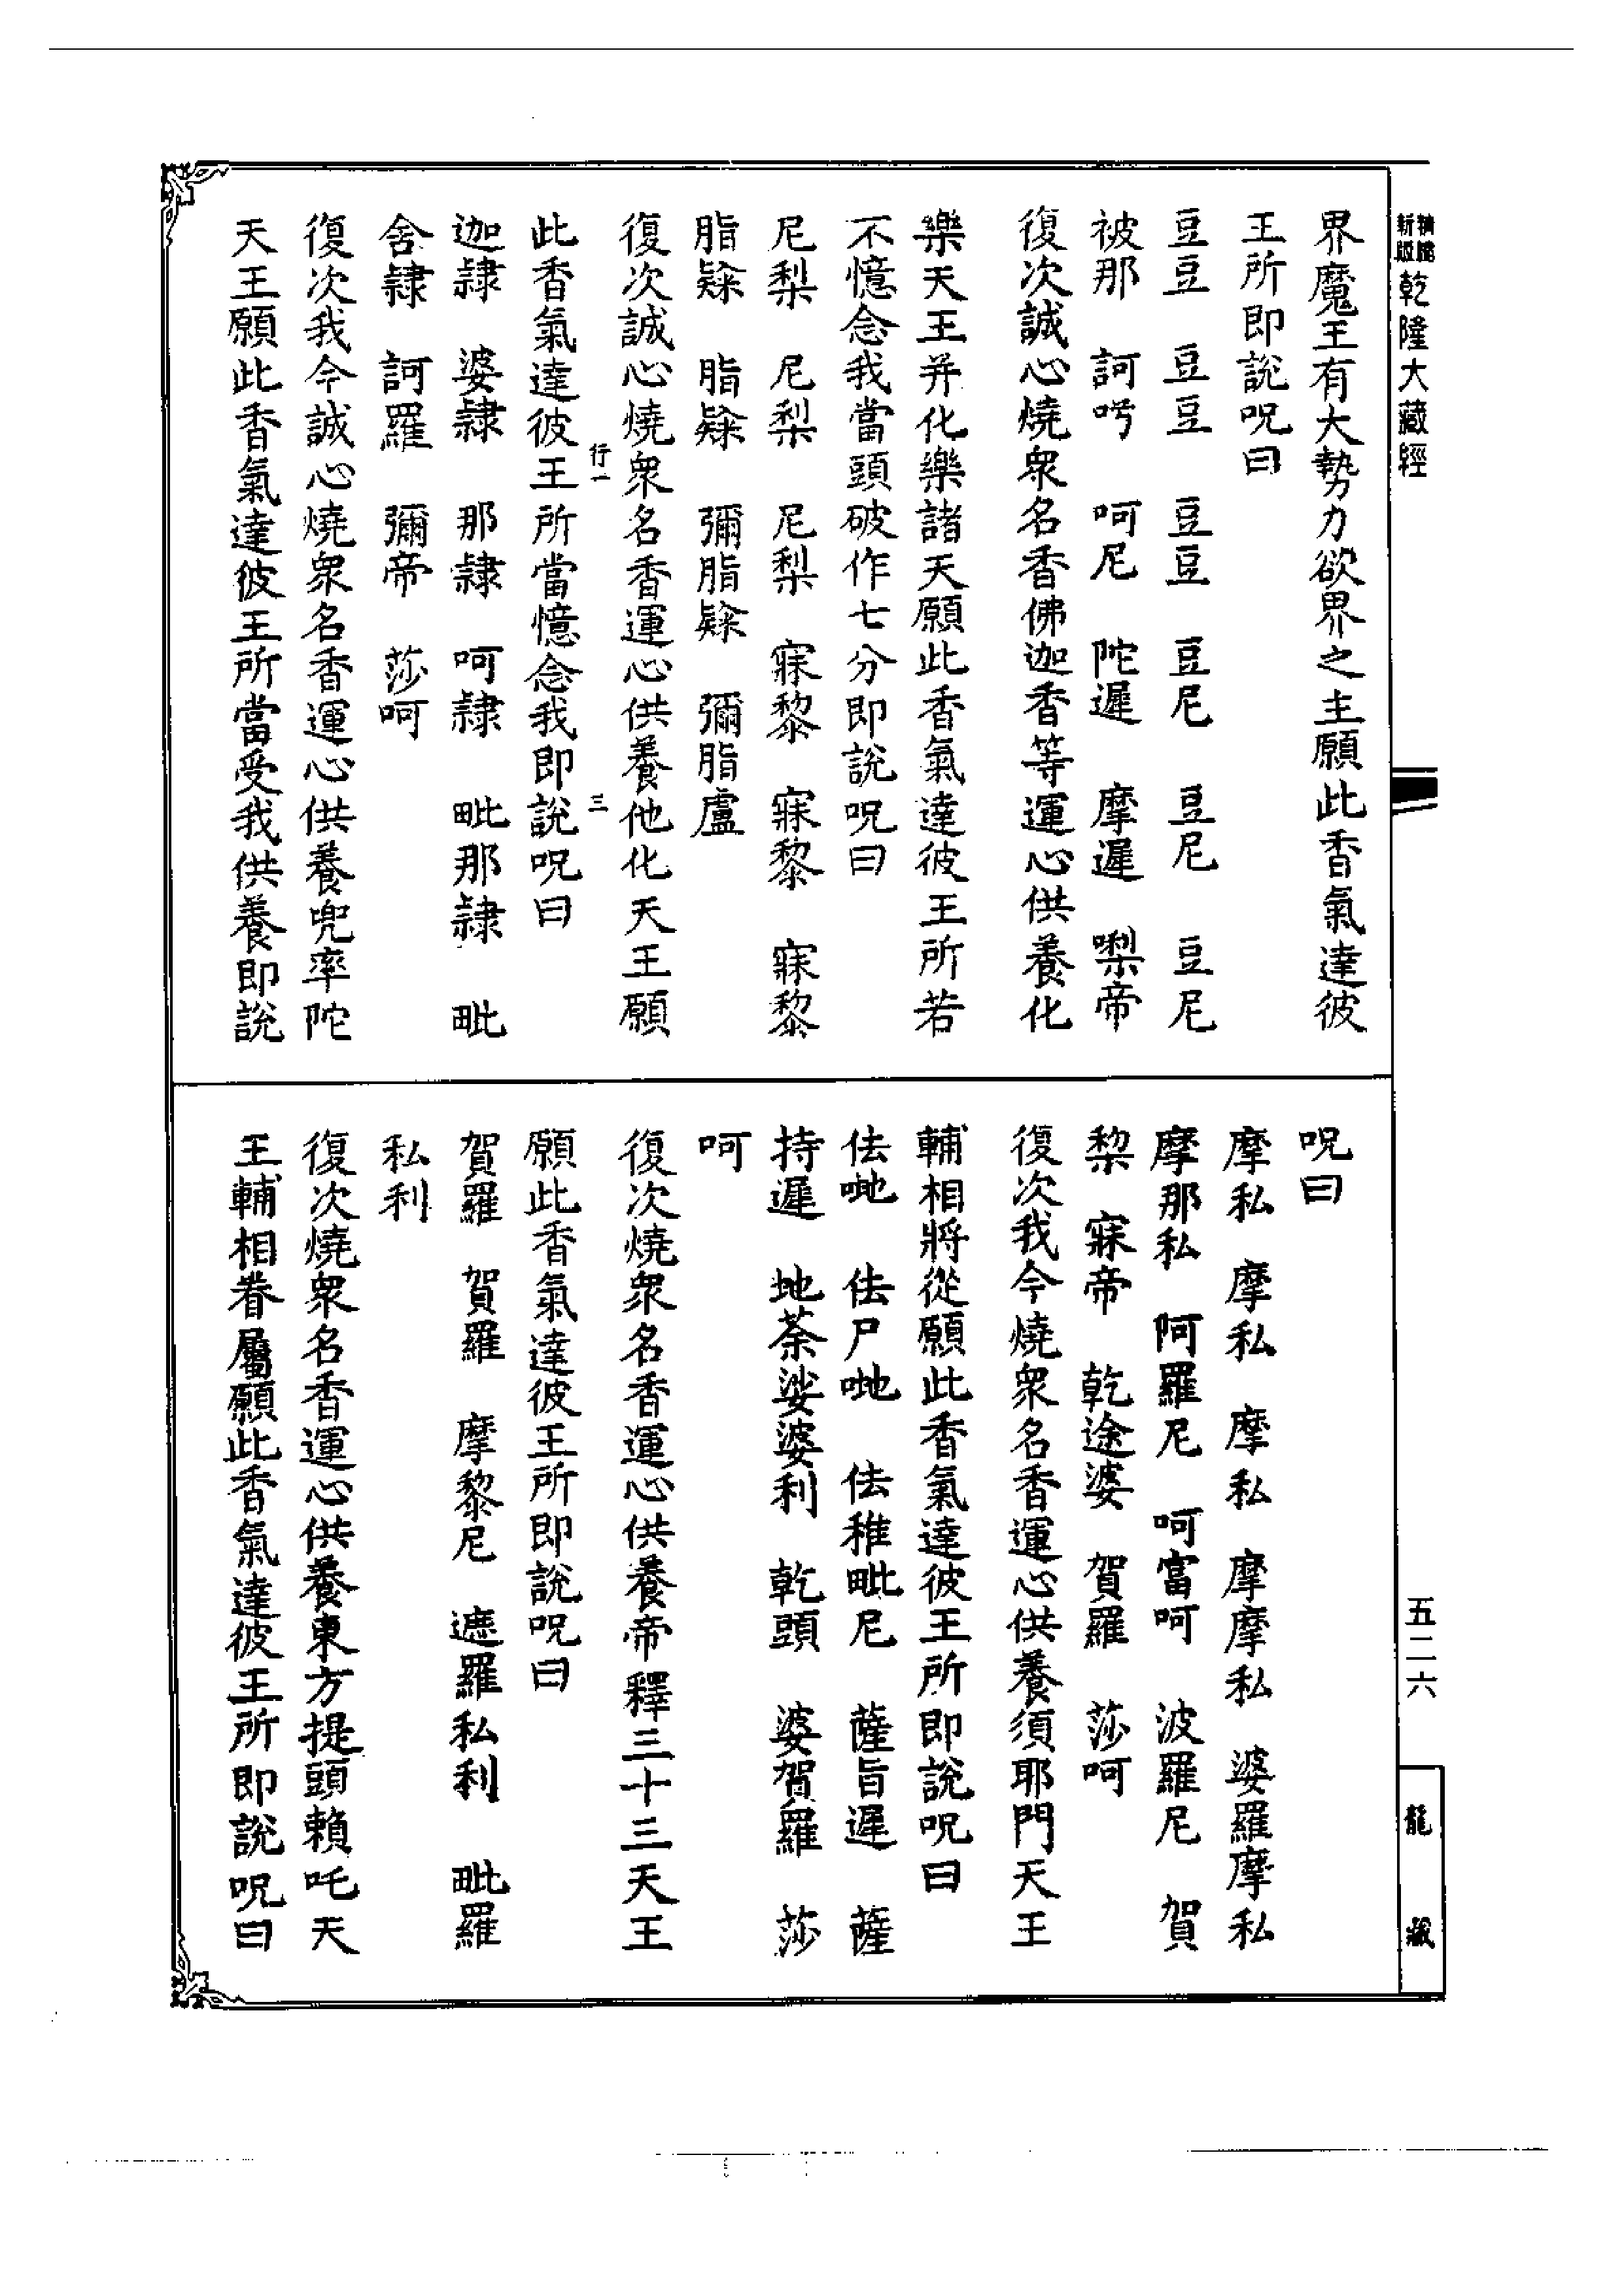 新版
精縮
乾隆大藏經
界魔王有大勢力欲界之主願此香氣達彼
王所即說呪曰
豆豆　豆豆　豆豆　豆尼　豆尼　豆尼
被那　訶呺　呵尼　陀遲　摩遲　㗚帝
復次誠心燒衆名香佛迦香等運心供養化
樂天王并化樂諸天願此香氣達彼王所若
不憶念我當頭破作七分即說呪曰
尼梨　尼梨　尼梨　寐黎　寐黎　寐黎
脂　脂　彌脂　彌脂廬
復次誠心燒衆名香運心供養他化天王願
行一　三
此香氣達彼王所當憶念我即說呪曰
迦隷　婆隷　那隷　呵隷　毗那隷　毗
舍隷　訶羅　彌帝　莎呵
復次我今誠心燒衆名香運心供養兜率陀
天王願此香氣達彼王所當受我供養即說
呪曰
摩私　摩私　摩私　摩摩私　婆羅摩私
摩那私　阿羅尼　呵富呵　波羅尼　賀
梨　寐帝　乾途婆　賀羅　莎呵
復次我今燒衆名香運心供養須耶門天王
輔相將從願此香氣達彼王所即說呪曰
佉哋　佉尸哋　佉稚毗尼　薩旨遲　薩
持遲　地荼娑婆利　乾頭　婆賀羅　莎
呵
復次燒衆名香運心供養帝釋三十三天王
願此香氣達彼王所即說呪曰
賀羅　賀羅　摩黎尼　遮羅私利　毗羅
私利
復次燒衆名香運心供養東方提頭賴吒天
王輔相眷屬願此香氣達彼王所即說呪曰
五二六
龍藏